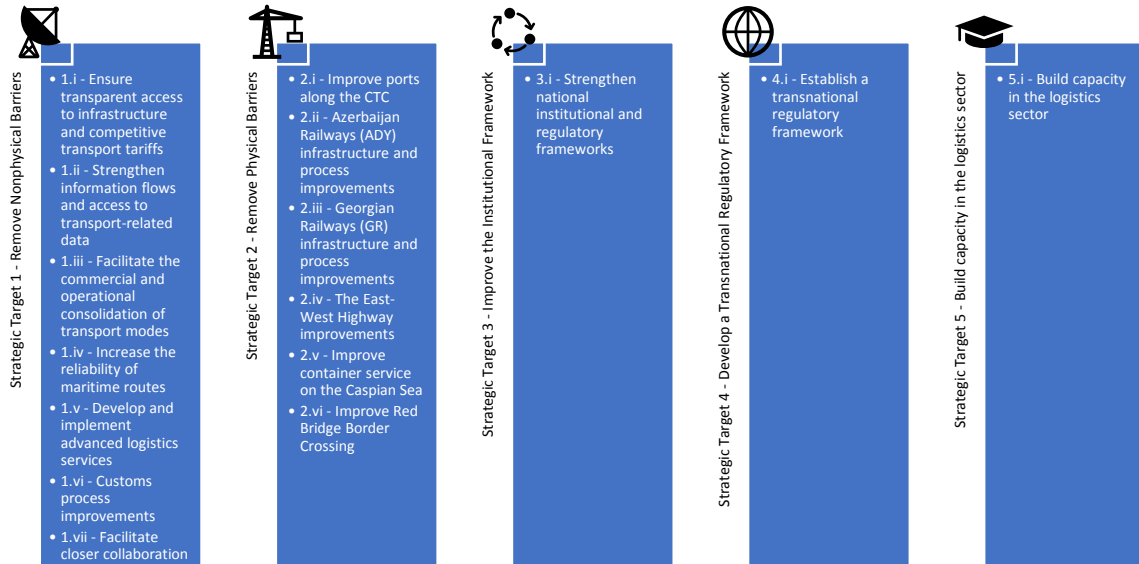 Strategic Target 1 - Remove Nonphysical Barriers
• 1.i - Ensure
transparent access
to infrastructure
and competitive
transport tariffs
• 1.ii - Strengthen
information flows
and access to
transport-related
data
• 1.iii - Facilitate the
commercial and
operational
consolidation of
transport modes
• 1.iv - Increase the
reliability of
maritime routes
• 1.v - Develop and
implement
advanced logistics
services
• 1.vi - Customs
process
improvements
• 1.vii - Facilitate
closer collaboration
Strategic Target 2 - Remove Physical Barriers
• 2.i - Improve ports
along the CTC
• 2.ii - Azerbaijan
Railways (ADY)
infrastructure and
process
improvements
• 2.iii - Georgian
Railways (GR)
infrastructure and
process
improvements
• 2.iv - The East-
West Highway
improvements
• 2.v - Improve
container service
on the Caspian Sea
• 2.vi - Improve Red
Bridge Border
Crossing
Strategic Target 3 - Improve the Institutional Framework
• 3.i - Strengthen
national
institutional and
regulatory
frameworks
Strategic Target 4 - Develop a Transnational Regulatory Framework
• 4.i - Establish a
transnational
regulatory
framework
Strategic Target 5 - Build capacity in the logistics sector
• 5.i - Build capacity
in the logistics
sector